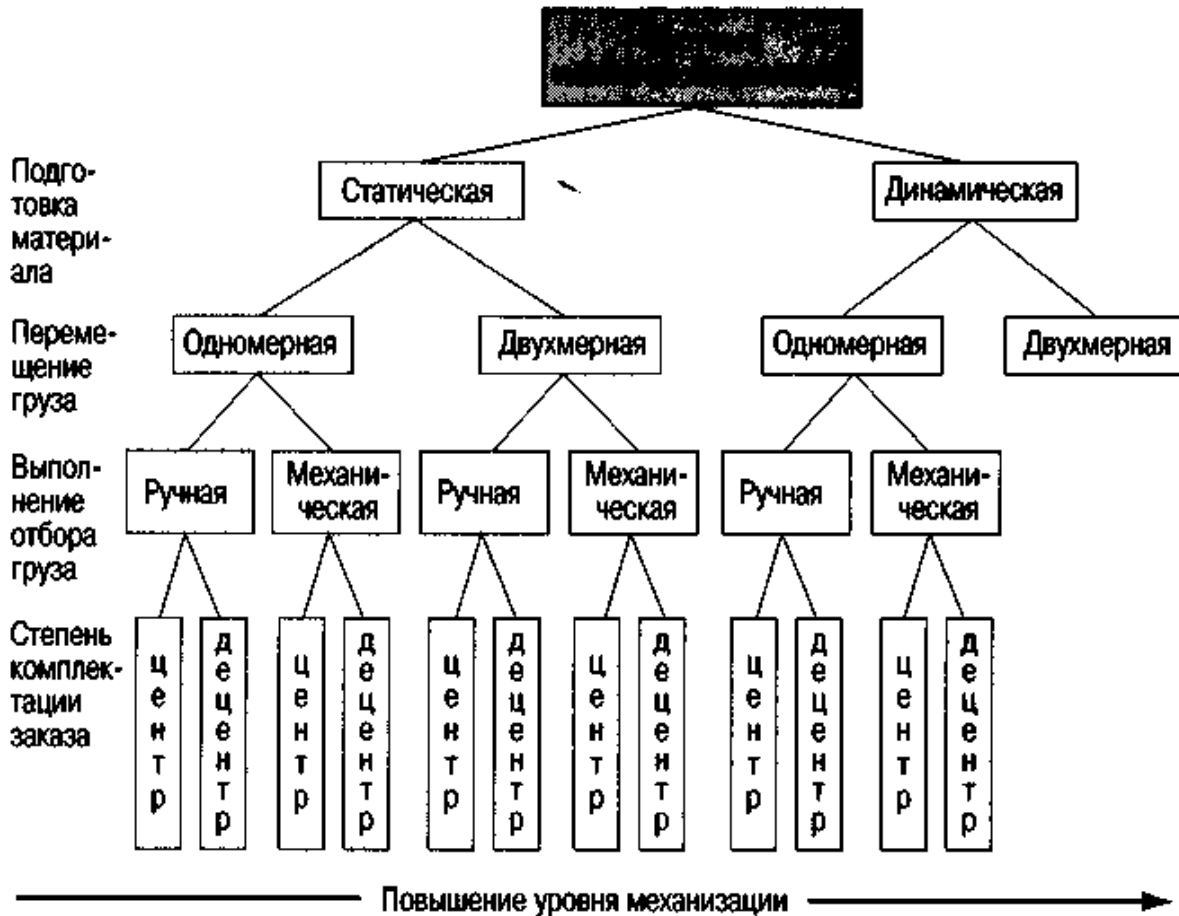 Подго-
товка
матери-
ала
Статическая
Динамическая
Переме-
щение
груза
Одномерная
Двухмерная
Одномерная
Двухмерная
Выпол-
нение
отбора
груза
Ручная
Механи-
ческая
Ручная
Механи-
ческая
Ручная
Механи-
ческая
Степень
комплек-
тации
заказа
центр
децентр
центр
децентр
центр
децентр
центр
децентр
центр
децентр
центр
децентр
Повышение уровня механизации